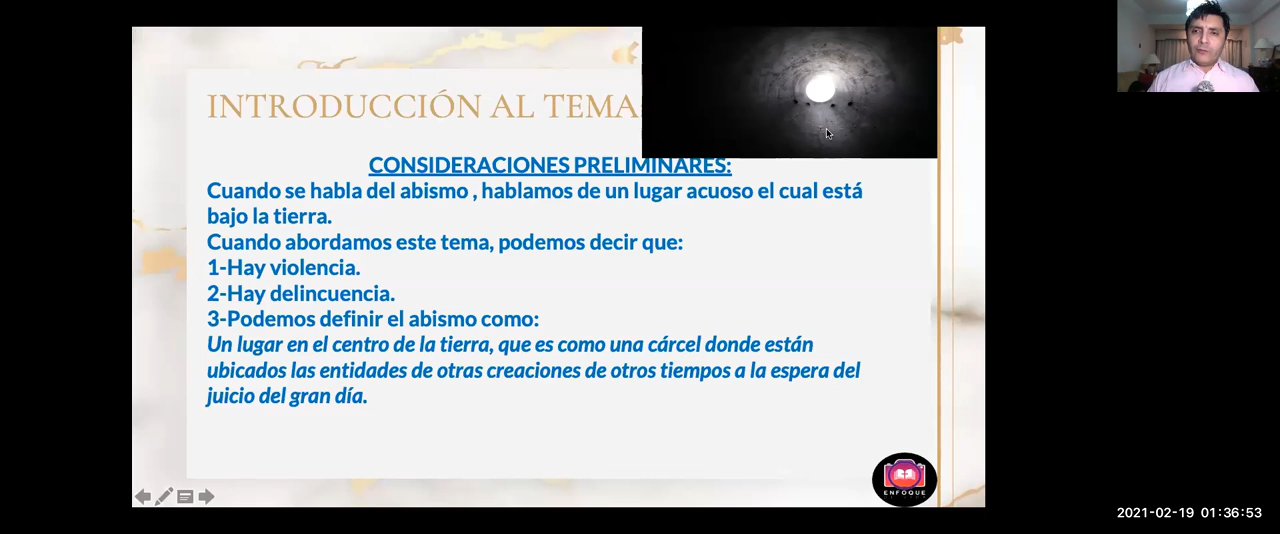 INTRODUCCIÓN AL TEMA
CONSIDERACIONES PRELIMINARES:
Cuando se habla del abismo , hablamos de un lugar acuoso el cual está
bajo la tierra.
Cuando abordamos este tema, podemos decir que:
1-Hay violencia.
2-Hay delincuencia.
3-Podemos definir el abismo como:
Un lugar en el centro de la tierra, que es como una cárcel donde están
ubicados las entidades de otras creaciones de otros tiempos a la espera del
juicio del gran día.
ENFOQUE
2021-02-19 01:36:53